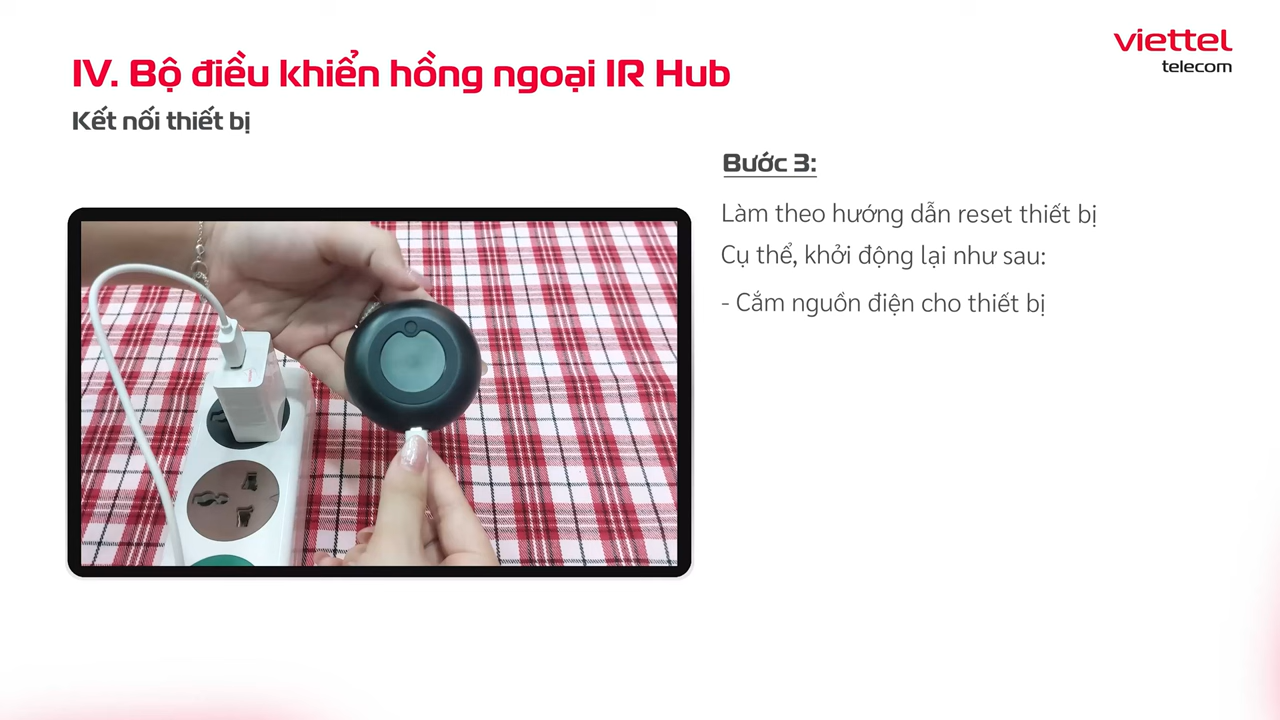 viettel
telecom
IV. Bộ điều khiển hồng ngoại IR Hub
Kết nối thiết bị
Bước 3:
Làm theo hướng dẫn reset thiết bị
Cụ thể, khởi động lại như sau:
- Cắm nguồn điện cho thiết bị